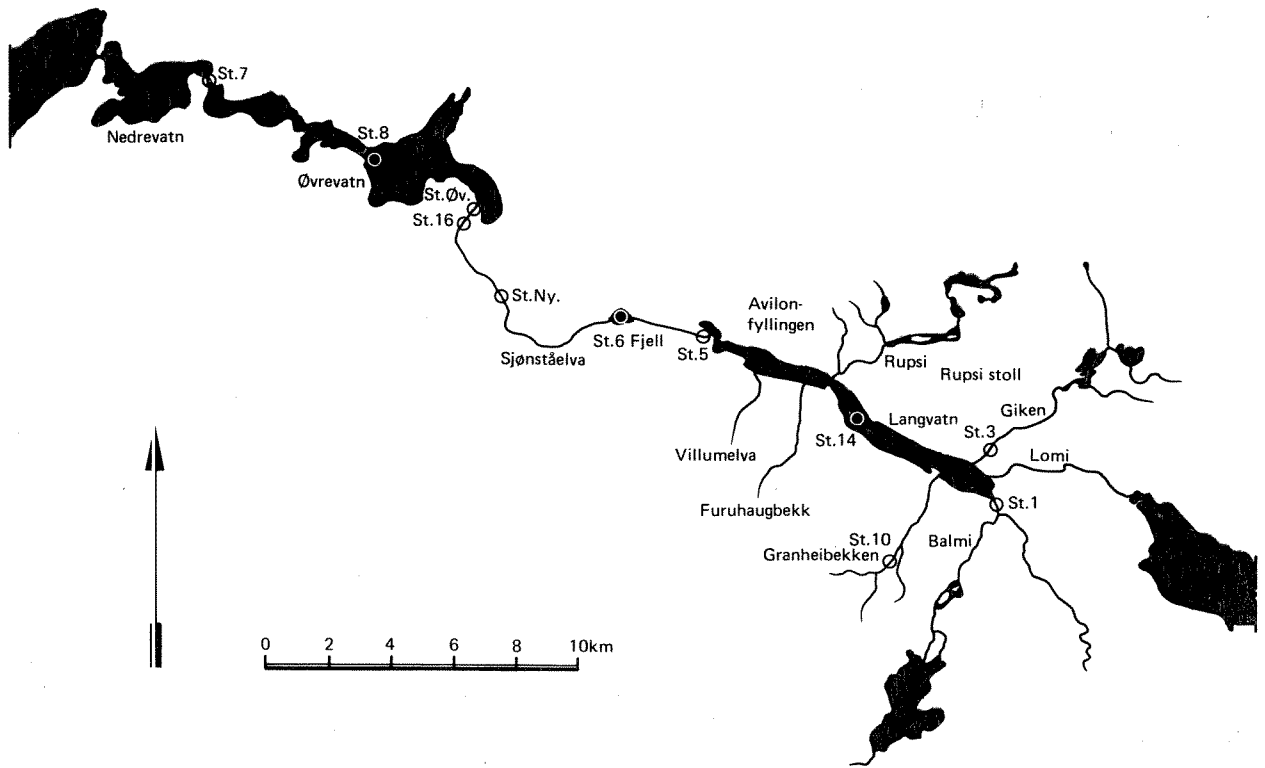 St.7
Nedrevatn
St.8
Øvrevatn
St.Øv.
St.16
St.Ny.
Avilon-
fyllingen
St.6 Fjell
St.5
Sjønståelva
Rupsi
Rupsi stoll
Giken
Langvatn
St.3
St.14
Lomi
Villumelva
Furuhaugbekk
St.1
St.10
Balmi
Granheibekken
0 2 4 6 8 10km